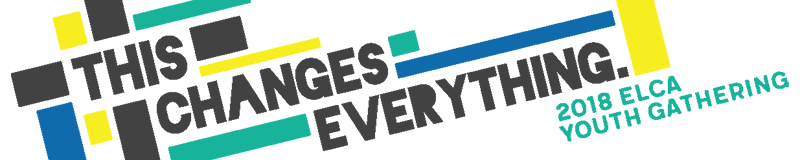 THIS
CHANGES
EVERYTHING.
2018 ELCA
YOUTH GATHERING